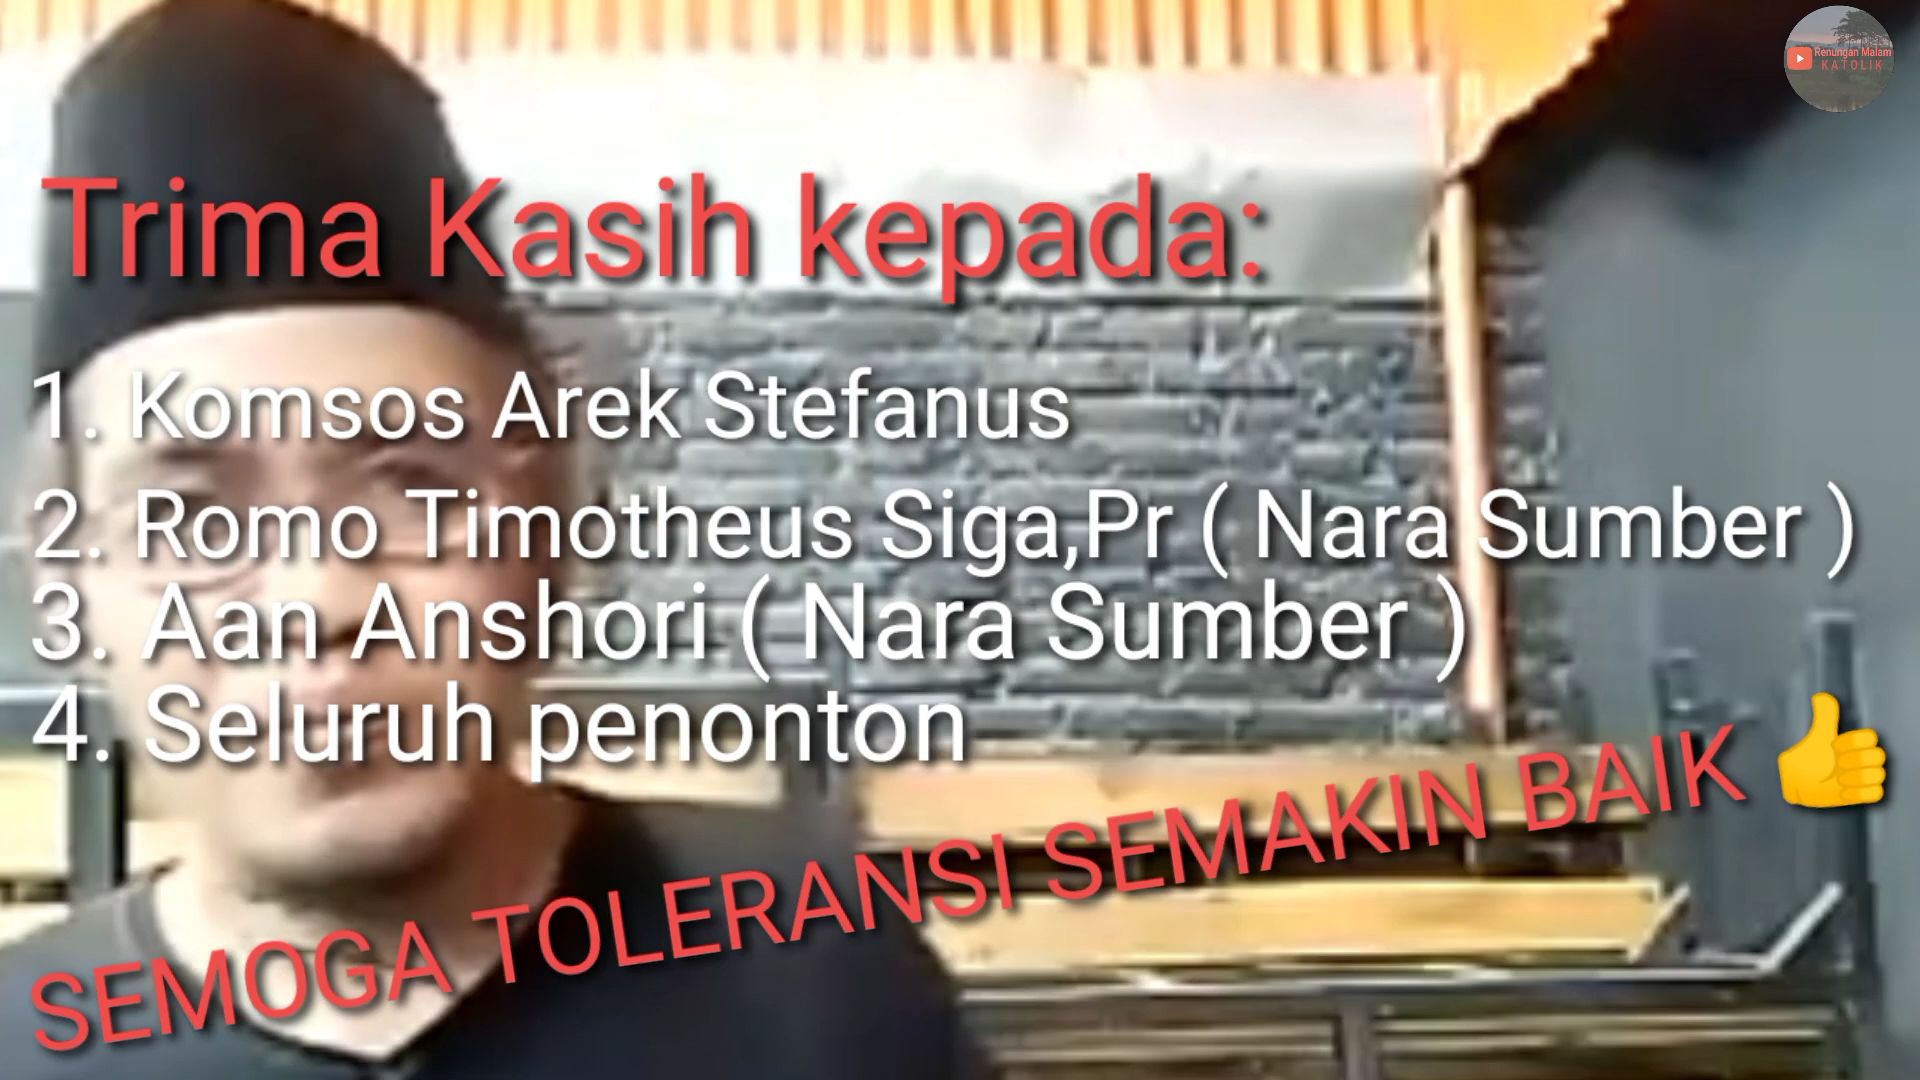 Renungan Malam
KATOLIK
Trima Kasih kepada:
1. Komsos Arek Stefanus
2. Romo Timotheus Siga,Pr ( Nara Sumber )
3. Aan Anshori ( Nara Sumber )
4. Seluruh penonton
SEMOGA TOLERANSI SEMAKIN BAIK 👍